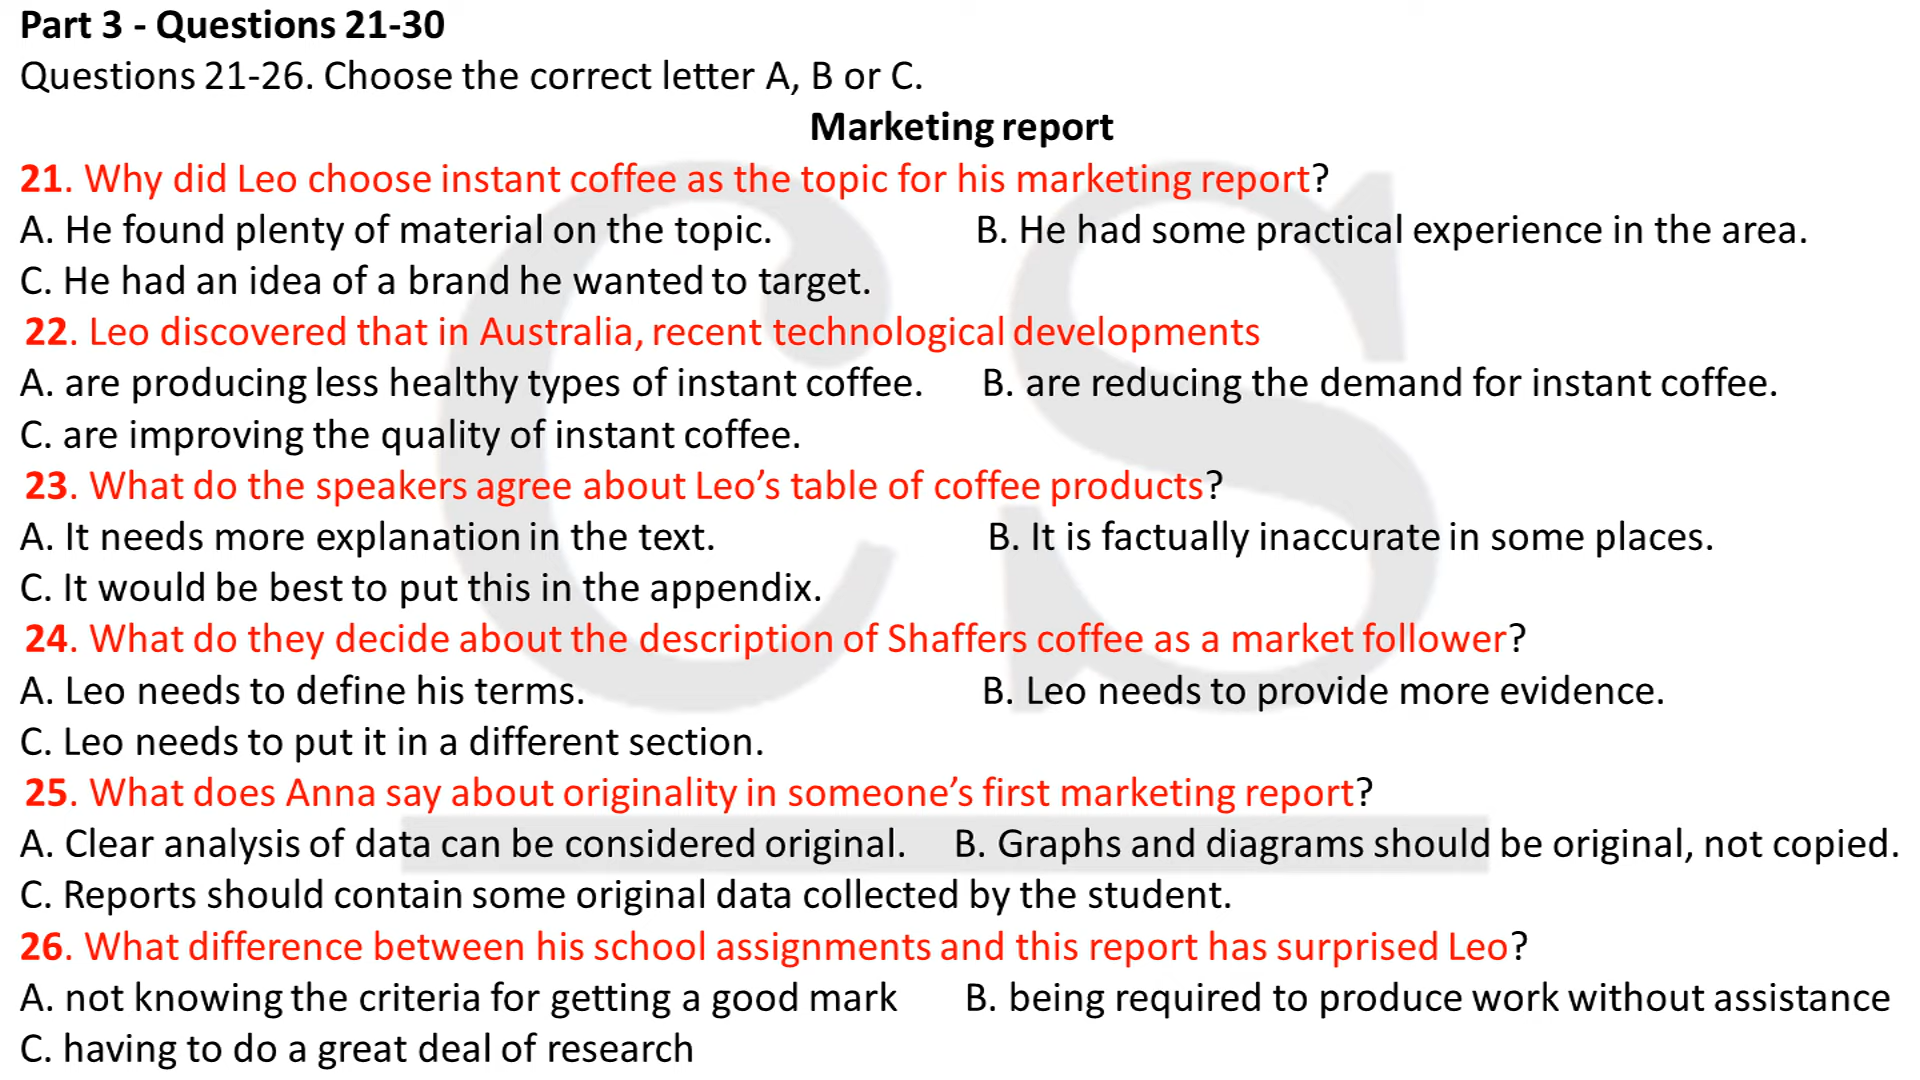 Part 3 - Questions 21-30
Questions 21-26. Choose the correct letter A, B or C.
Marketing report
21. Why did Leo choose instant coffee as the topic for his marketing report?
A. He found plenty of material on the topic. B. He had some practical experience in the area.
C. He had an idea of a brand he wanted to target.
22. Leo discovered that in Australia, recent technological developments
A. are producing less healthy types of instant coffee. B. are reducing the demand for instant coffee.
C. are improving the quality of instant coffee.
23. What do the speakers agree about Leo’s table of coffee products?
A. It needs more explanation in the text. B. It is factually inaccurate in some places.
C. It would be best to put this in the appendix.
24. What do they decide about the description of Shaffers coffee as a market follower?
A. Leo needs to define his terms. B. Leo needs to provide more evidence.
C. Leo needs to put it in a different section.
25. What does Anna say about originality in someone’s first marketing report?
A. Clear analysis of data can be considered original. B. Graphs and diagrams should be original, not copied.
C. Reports should contain some original data collected by the student.
26. What difference between his school assignments and this report has surprised Leo?
A. not knowing the criteria for getting a good mark B. being required to produce work without assistance
C. having to do a great deal of research
CS